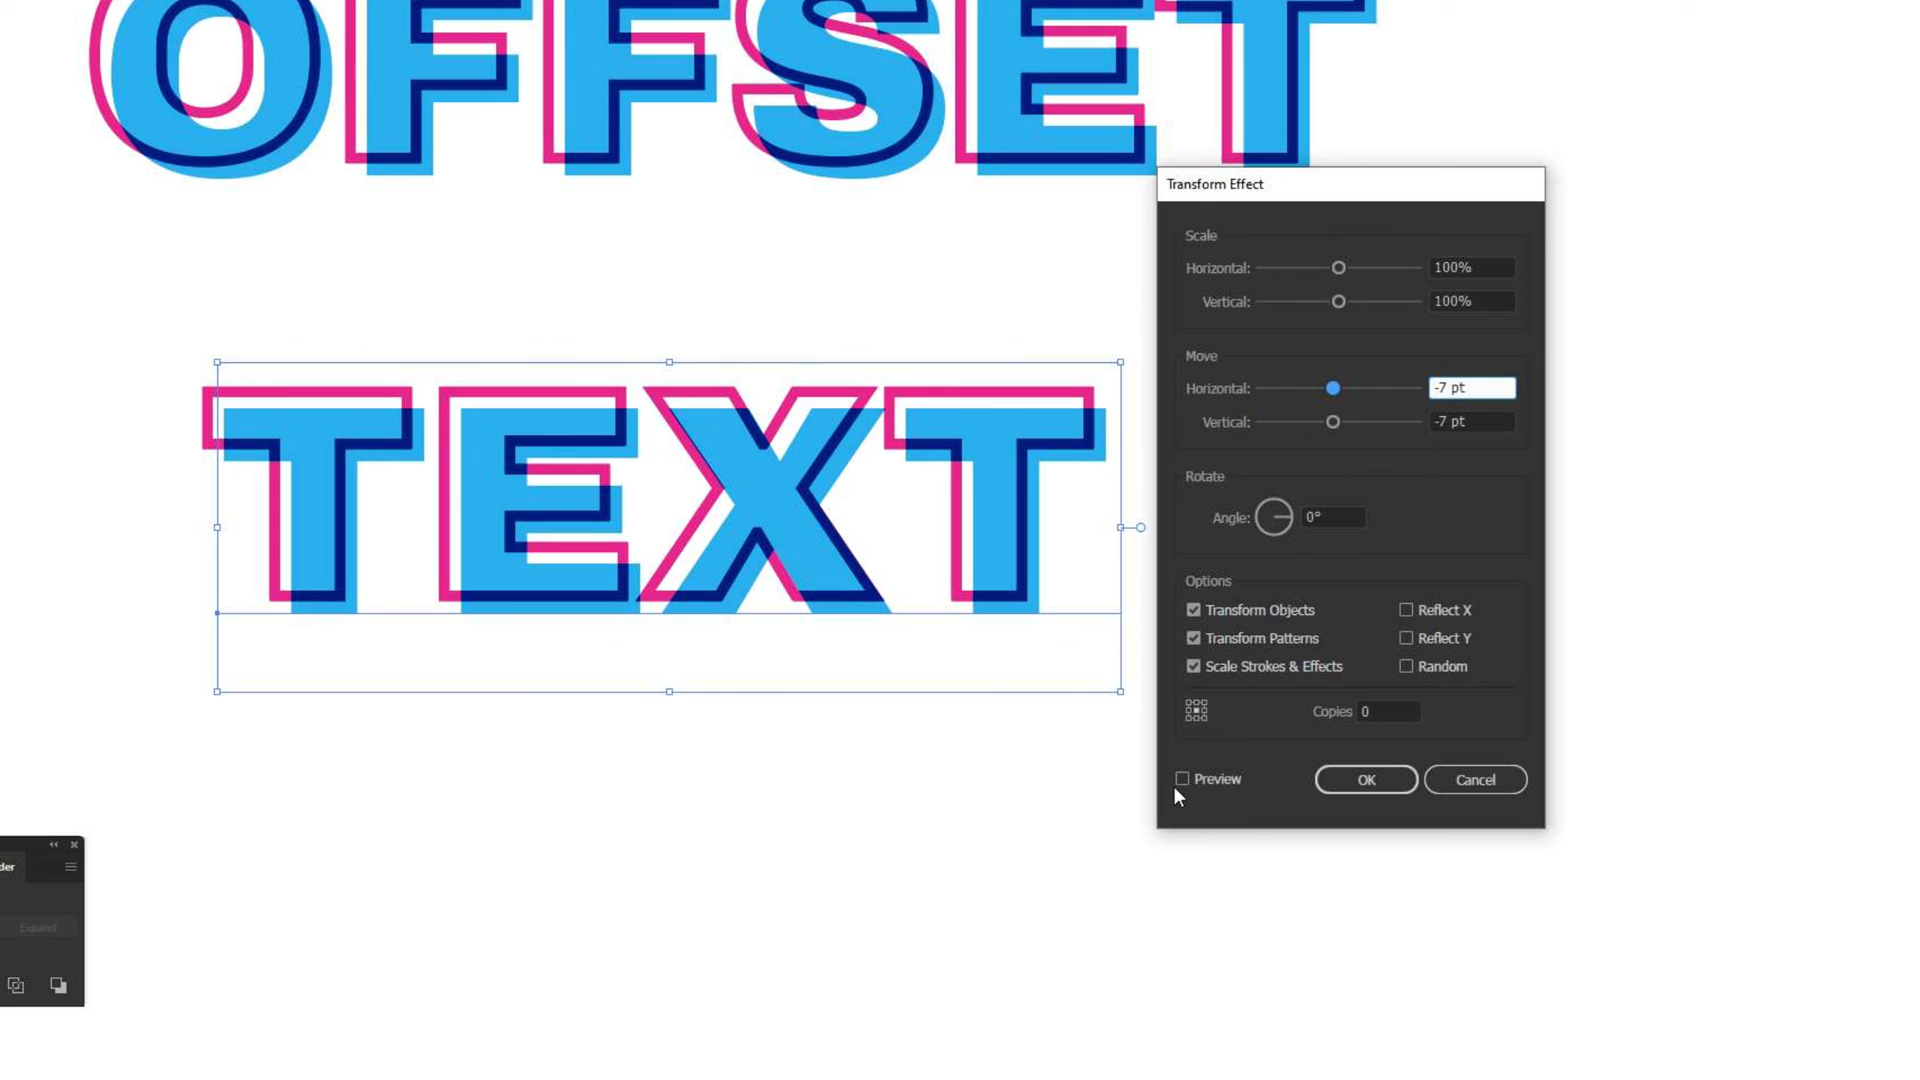 OFFSET
Transform Effect
Scale
Horizontal: 100%
Vertical: 100%
Move
TEXT
Horizontal: -7 pt
Vertical: -7 pt
Rotate
Angle: 0°
Options
Transform Objects Reflect X
Transform Patterns Reflect Y
Scale Strokes & Effects Random
Copies 0
Preview OK Cancel
der
Expand